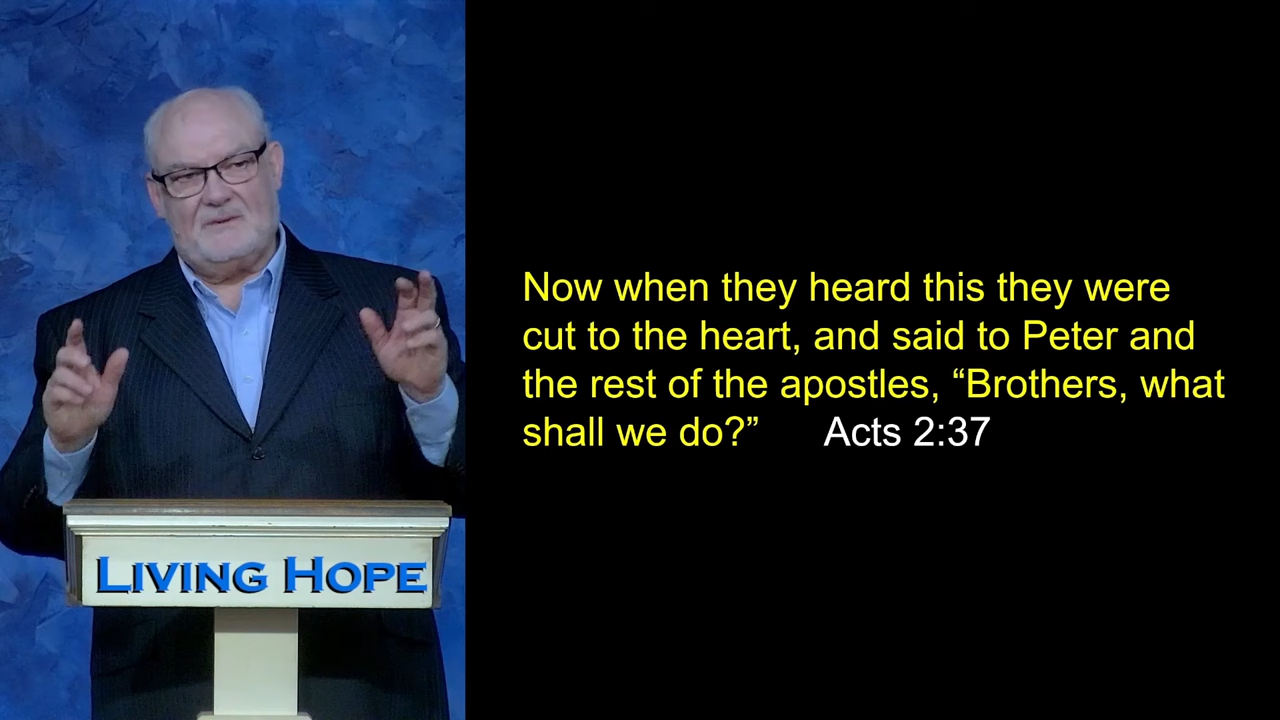 LIVING HOPE
Now when they heard this they were
cut to the heart, and said to Peter and
the rest of the apostles, “Brothers, what
shall we do?” Acts 2:37